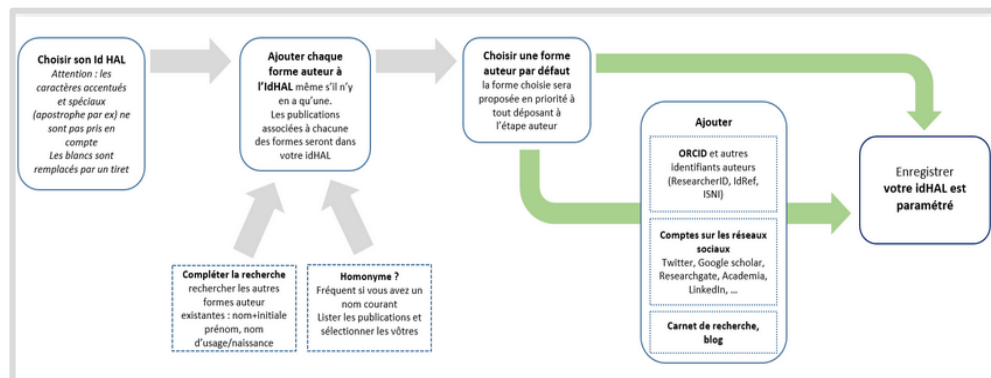 Choisir son Id HAL
Attention : les
caractères accentués
et spéciaux
(apostrophe par ex) ne
sont pas pris en
compte
Les blancs sont
remplacés par un tiret
Ajouter chaque
forme auteur à
l'IdHAL même s'il n'y
en a qu'une.
Les publications
associées à chacune
des formes seront dans
votre idHAL
Compléter la recherche
rechercher les autres
formes auteur
existantes : nom+initiale
prénom, nom
d'usage/naissance
Homonyme ?
Fréquent si vous avez un
nom courant
Lister les publications et
sélectionner les vôtres
Choisir une forme
auteur par défaut
la forme choisie sera
proposée en priorité à
tout déposant à
l'étape auteur
Ajouter
ORCID et autres
identifiants auteurs
(ResearcherID, IdRef,
ISNI)
Comptes sur les réseaux
sociaux
Twitter, Google scholar,
Researchgate, Academia,
LinkedIn, ...
Carnet de recherche,
blog
Enregistrer
votre idHAL est
paramétré